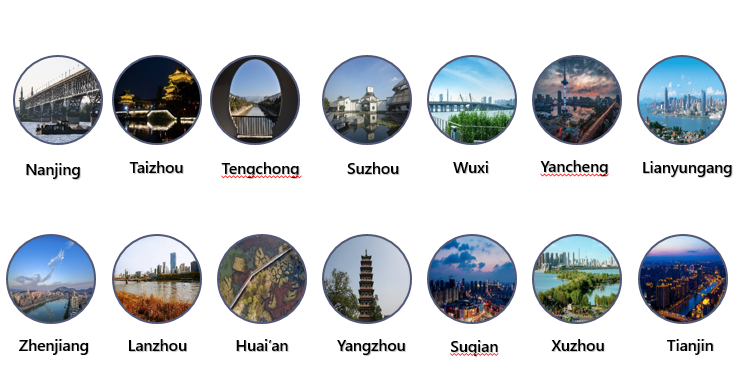 Nanjing
Taizhou
Tengchong
Suzhou
Wuxi
Yancheng
Lianyungang
Zhenjiang
Lanzhou
Huai'an
Yangzhou
Suqian
Xuzhou
Tianjin